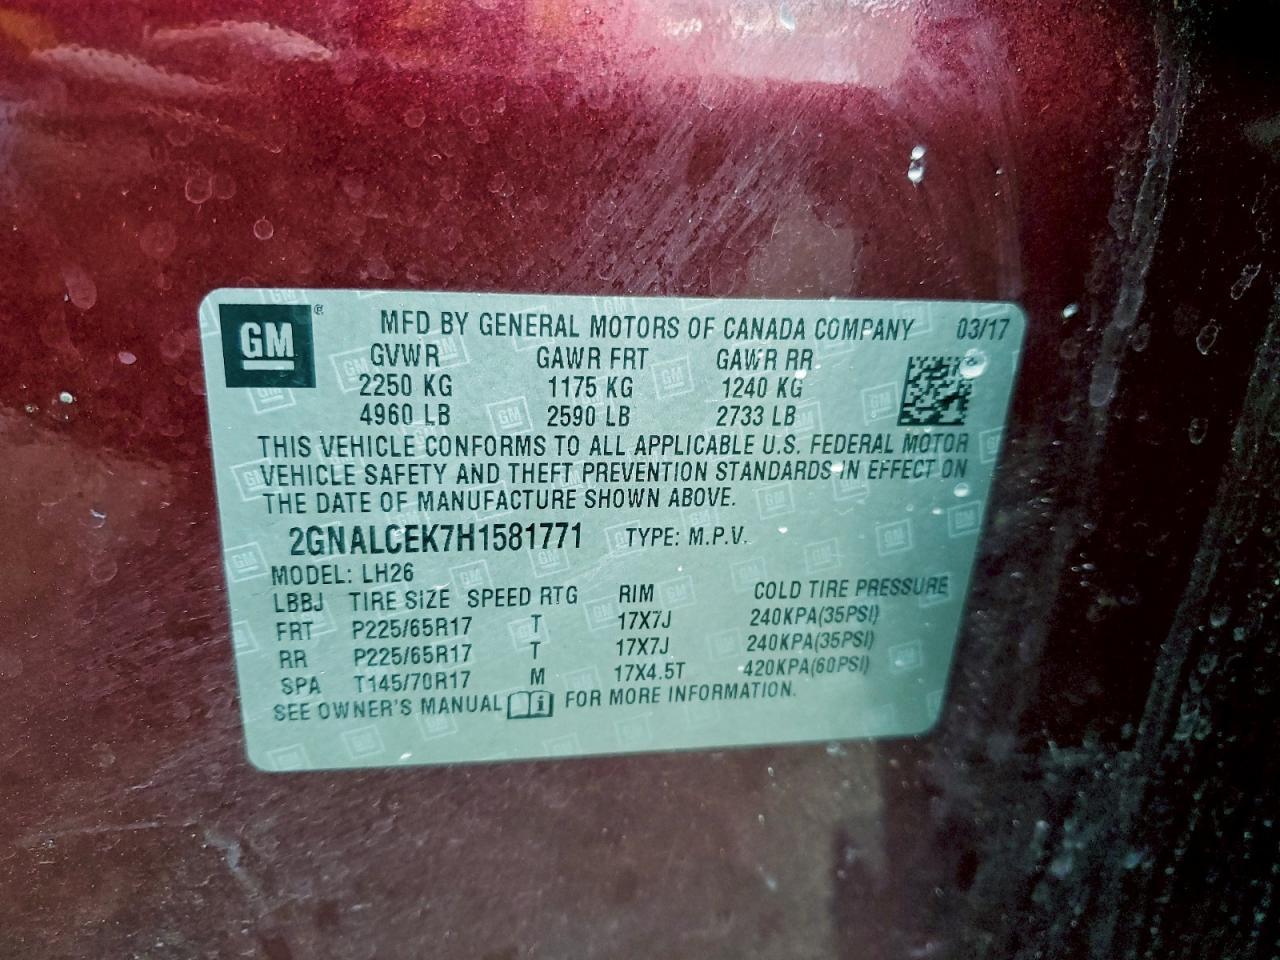 GM ® MFD BY GENERAL MOTORS OF CANADA COMPANY 03/17
GVWR GAWR FRT GAWR RR
2250 KG 1175 KG 1240 KG
4960 LB 2590 LB 2733 LB
THIS VEHICLE CONFORMS TO ALL APPLICABLE U.S. FEDERAL MOTOR
VEHICLE SAFETY AND THEFT PREVENTION STANDARDS IN EFFECT ON
THE DATE OF MANUFACTURE SHOWN ABOVE.
2GNALCEK7H1581771 TYPE: M.P.V.
MODEL: LH26
LBBJ TIRE SIZE SPEED RTG RIM COLD TIRE PRESSURE
FRT P225/65R17 T 17X7J 240KPA(35PSI)
RR P225/65R17 T 17X7J 240KPA(35PSI)
SPA T145/70R17 M 17X4.5T 420KPA(60PSI)
SEE OWNER'S MANUAL i FOR MORE INFORMATION.